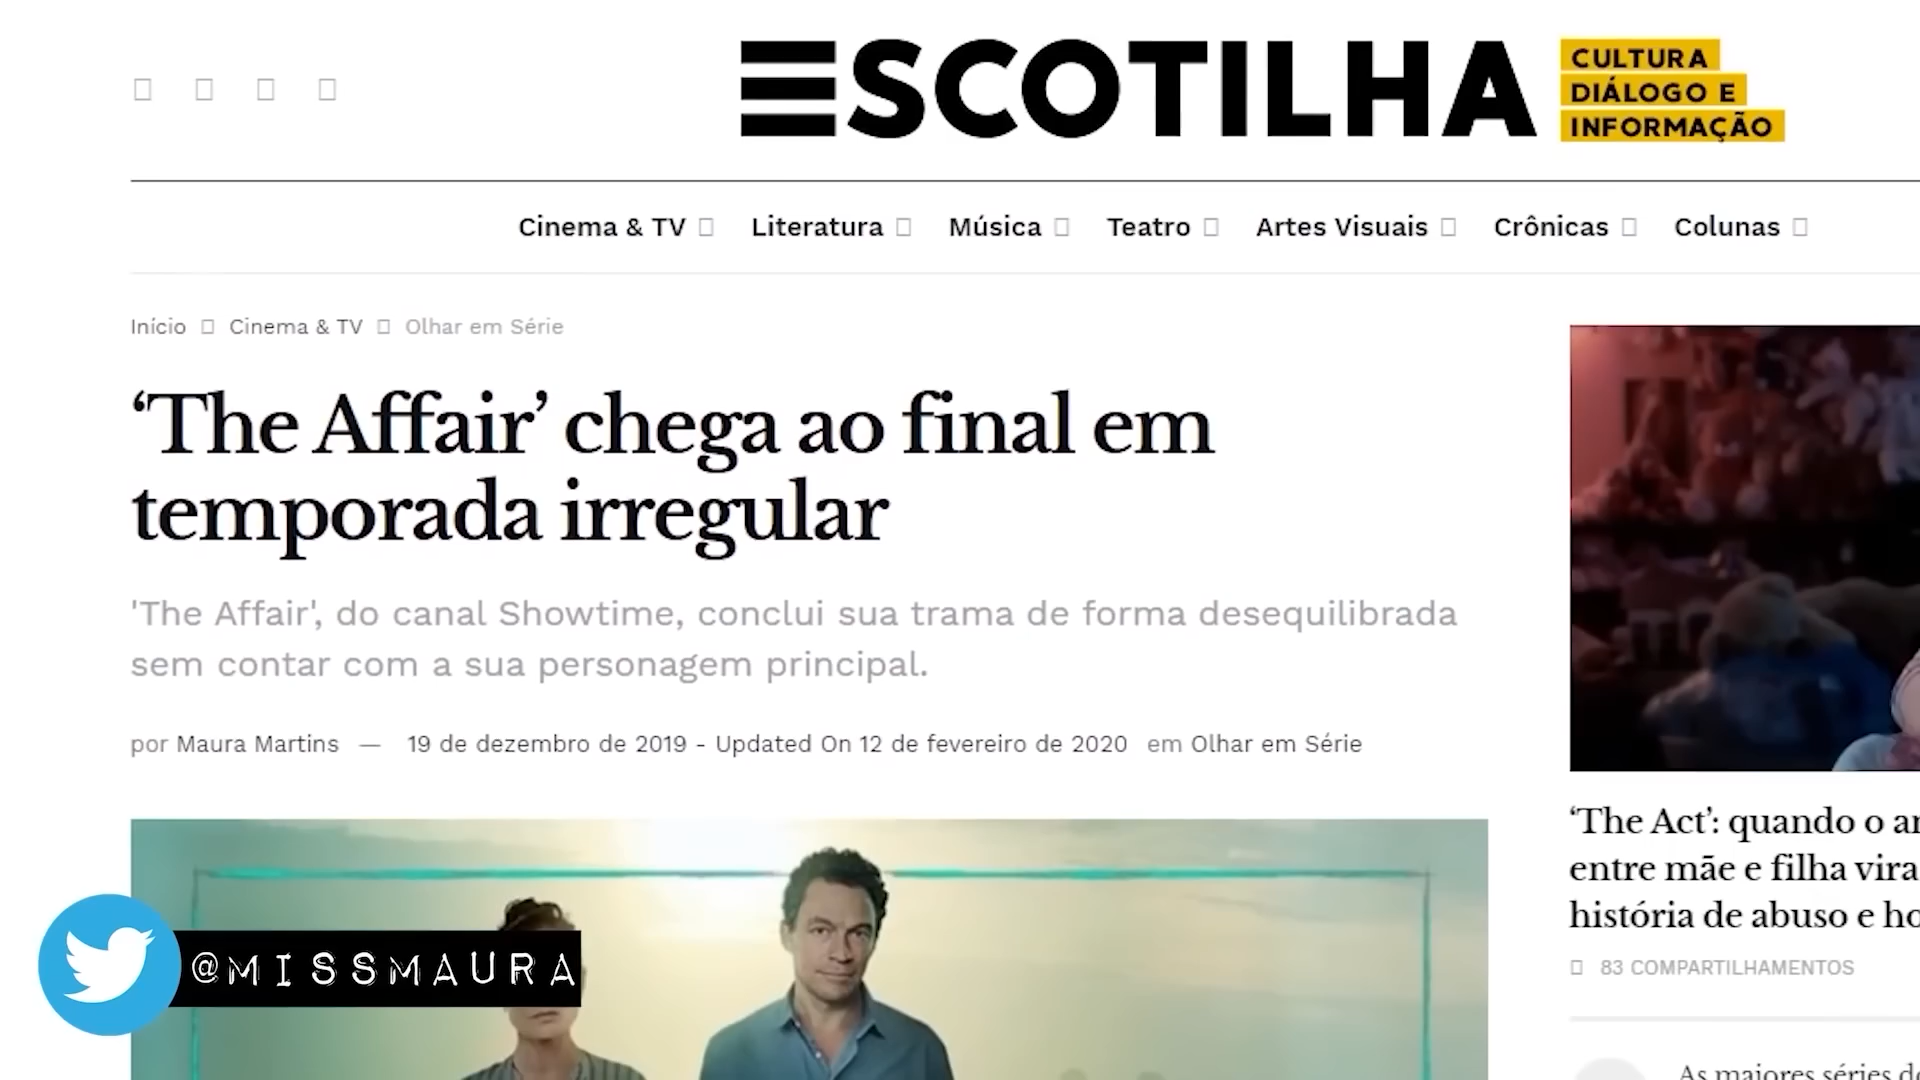 ESCOTILHA
CULTURA
DIÁLOGO E
INFORMAÇÃO
Cinema & TV Literatura Música Teatro Artes Visuais Crônicas Colunas
Início Cinema & TV Olhar em Série
‘The Affair’ chega ao final em
temporada irregular
'The Affair', do canal Showtime, conclui sua trama de forma desequilibrada
sem contar com a sua personagem principal.
por Maura Martins — 19 de dezembro de 2019 - Updated On 12 de fevereiro de 2020 em Olhar em Série
@MISSMAURA
‘The Act’: quando o
entre mãe e filha vira
história de abuso e
83 COMPARTILHAMENTOS
As maiores séries